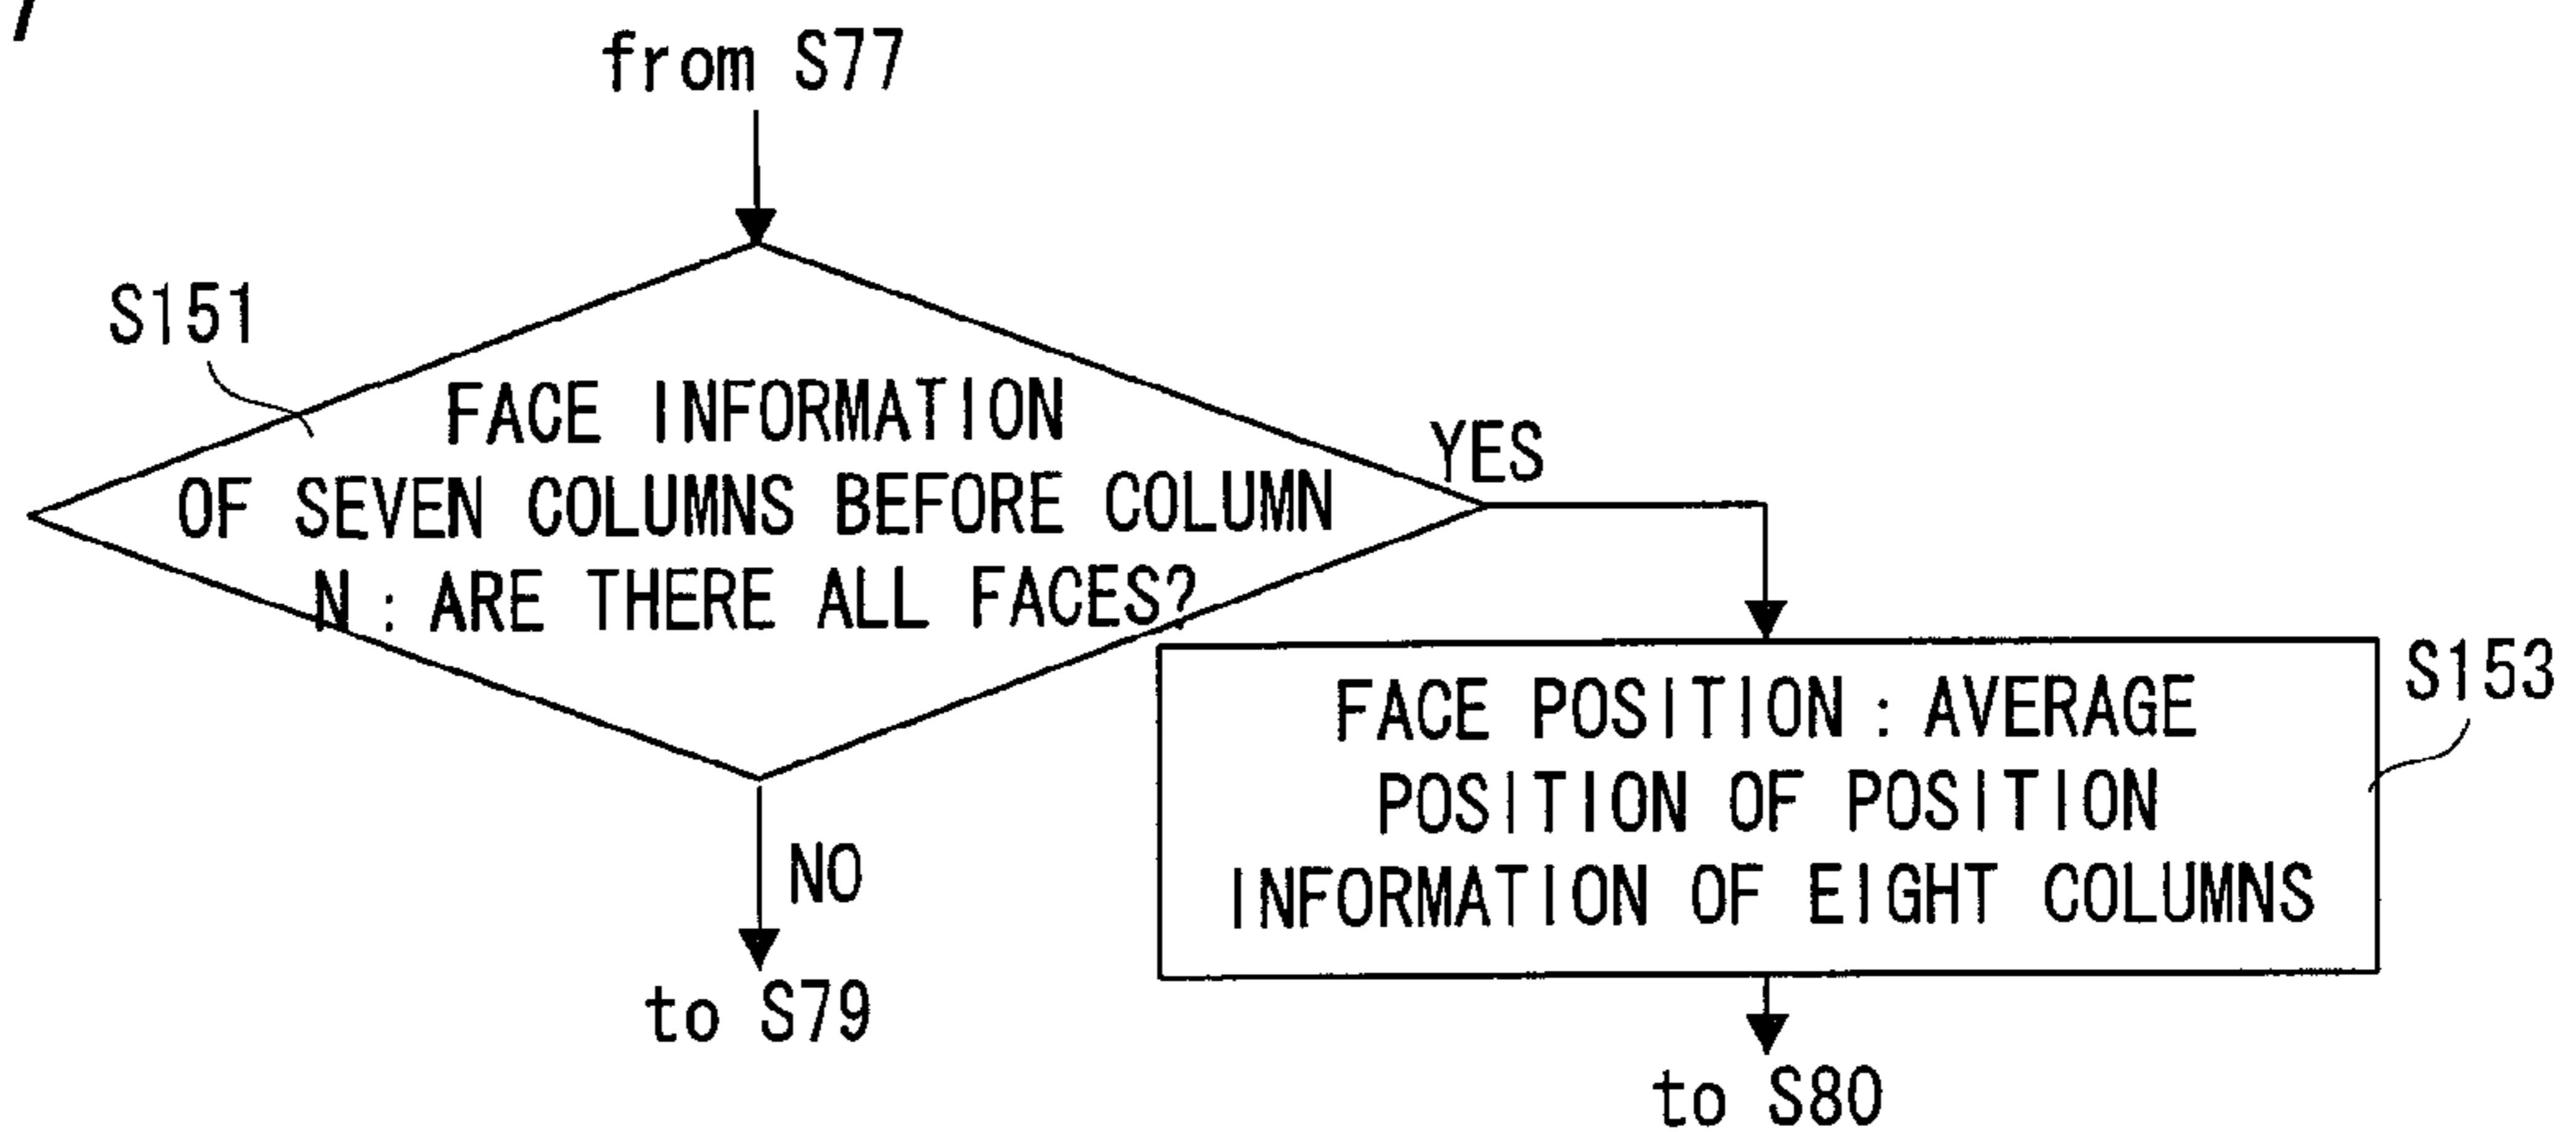 from S77
S151
FACE INFORMATION
OF SEVEN COLUMNS BEFORE COLUMN
N : ARE THERE ALL FACES?
YES
NO
to S79
S153
FACE POSITION : AVERAGE
POSITION OF POSITION
INFORMATION OF EIGHT COLUMNS
to S80